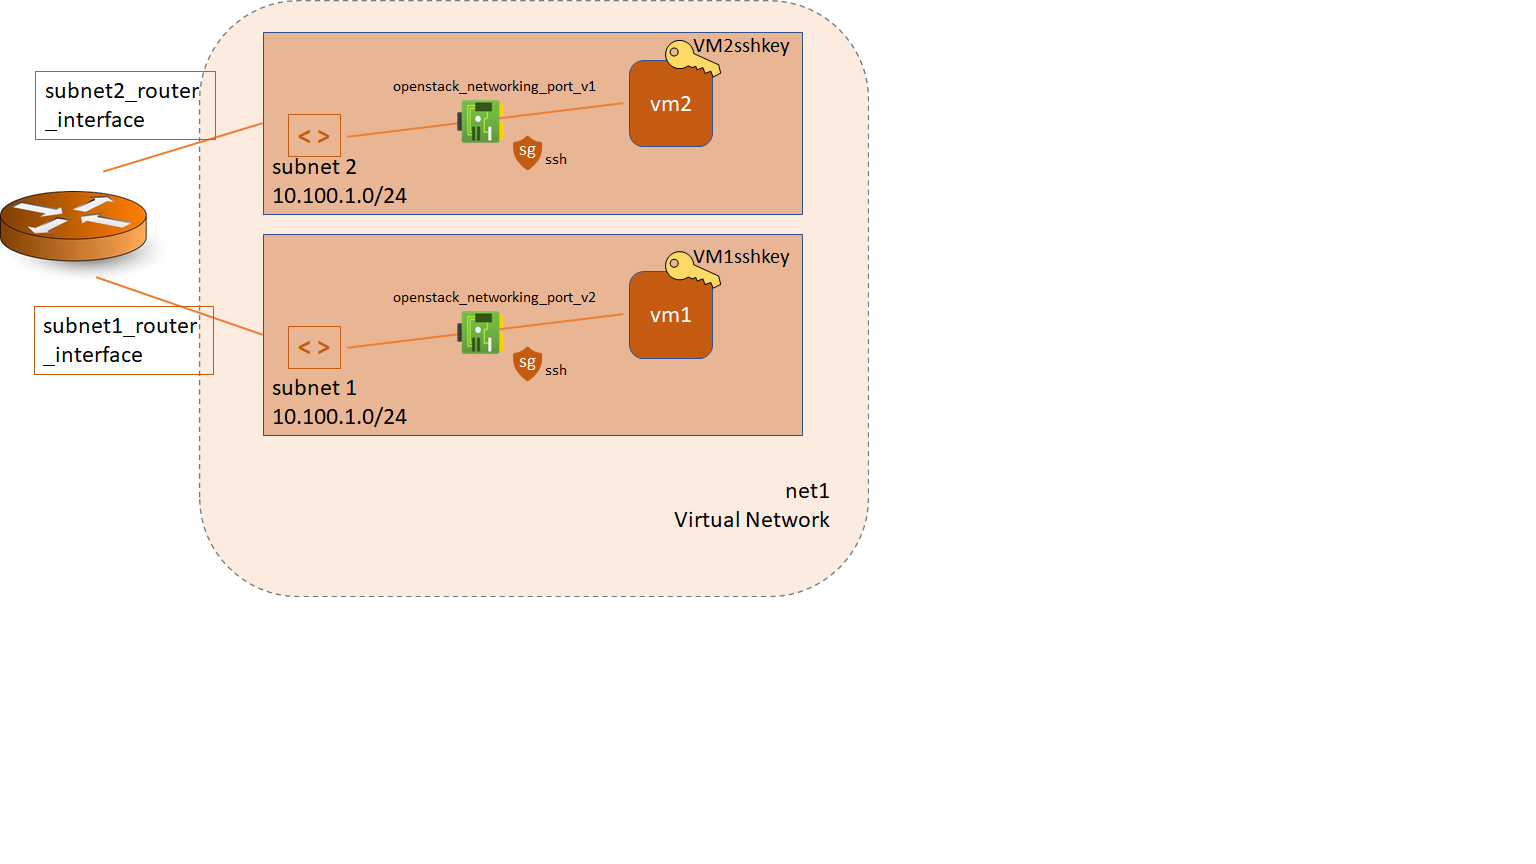 VM2sshkey
subnet2_router
_interface
openstack_networking_port_v1
vm2
< >
sg
ssh
subnet 2
10.100.1.0/24
VM1sshkey
openstack_networking_port_v2
vm1
subnet1_router
_interface
< >
sg
ssh
subnet 1
10.100.1.0/24
net1
Virtual Network